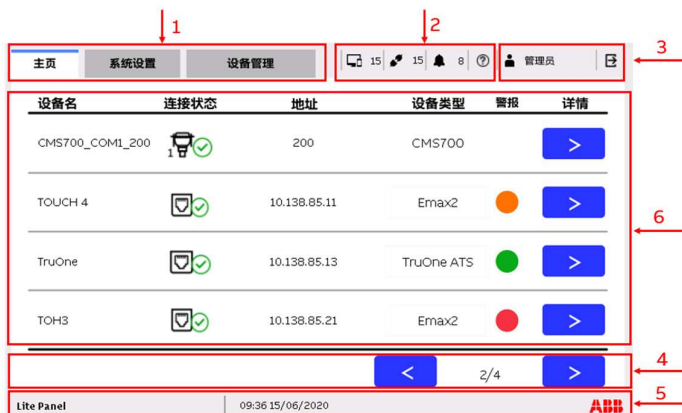 1
2
3
主页 系统设置 设备管理 15 15 8 ? 管理员
设备名 连接状态 地址 设备类型 警报 详情
CMS700_COM1_200 1 200 CMS700 >
TOUCH 4 10.138.85.11 Emax2 >
6
TruOne 10.138.85.13 TruOne ATS >
TOH3 10.138.85.21 Emax2 >
< 2/4 >
4
5
Lite Panel 09:36 15/06/2020 ABB